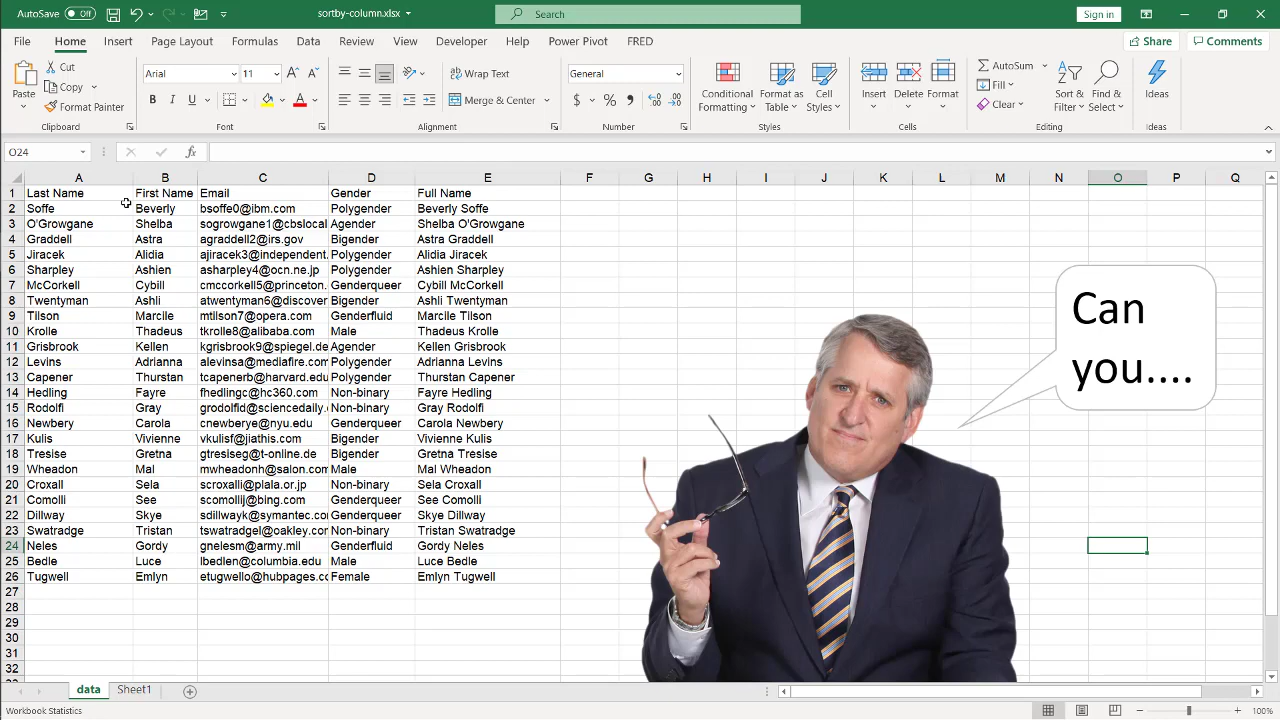 AutoSave Off sortby-column.xlsx Search Sign in
File Home Insert Page Layout Formulas Data Review View Developer Help Power Pivot FRED Share Comments
Paste Cut Copy Format Painter Clipboard
Arial 11 B I U Font
Wrap Text Merge & Center Alignment
General $ % Number
Conditional Formatting Format as Table Cell Styles Styles
Insert Delete Format Cells
AutoSum Fill Clear Sort & Filter Find & Select Editing
Ideas Ideas
O24 fx
A B C D E F G H I J K L M N O P Q
1 Last Name First Name Email Gender Full Name
2 Soffe Beverly bsoffe0@ibm.com Polygender Beverly Soffe
3 O'Growgane Shelba sogrowgane1@cbslocal Agender Shelba O'Growgane
4 Graddell Astra agraddell2@irs.gov Bigender Astra Graddell
5 Jiracek Alidia ajiracek3@independent. Polygender Alidia Jiracek
6 Sharpley Ashien asharpley4@ocn.ne.jp Polygender Ashien Sharpley
7 McCorkell Cybill cmccorkell5@princeton. Genderqueer Cybill McCorkell
8 Twentyman Ashli atwentyman6@discover Bigender Ashli Twentyman
9 Tilson Marcile mtilson7@opera.com Genderfluid Marcile Tilson
10 Krolle Thadeus tkrolle8@alibaba.com Male Thadeus Krolle
11 Grisbrook Kellen kgrisbrook9@spiegel.de Agender Kellen Grisbrook
12 Levins Adrianna alevinsa@mediafire.com Polygender Adrianna Levins
13 Capener Thurstan tcapenerb@harvard.edu Polygender Thurstan Capener
14 Hedling Fayre fhedlingc@hc360.com Non-binary Fayre Hedling
15 Rodolfi Gray grodolfid@sciencedaily. Non-binary Gray Rodolfi
16 Newbery Carola cnewberye@nyu.edu Non-binary Carola Newbery
17 Kulis Vivienne vkulisf@jiathis.com Bigender Vivienne Kulis
18 Tresise Gretna gtresiseg@t-online.de Bigender Gretna Tresise
19 Wheadon Mal mwheadonh@salon.com Male Mal Wheadon
20 Croxall Sela scroxalli@plala.or.jp Non-binary Sela Croxall
21 Comolli See scomollij@bing.com Genderqueer See Comolli
22 Dillway Skye sdillwayk@symantec.com Genderqueer Skye Dillway
23 Swatradge Tristan tswatradgel@oakley.com Non-binary Tristan Swatradge
24 Neles Gordy gnelesm@army.mil Genderfluid Gordy Neles
25 Bedle Luce lbedlen@columbia.edu Male Luce Bedle
26 Tugwell Emlyn etugwello@hubpages.co Female Emlyn Tugwell
27
28
29
30
31
32
Can
you....
data Sheet1
Workbook Statistics 100%